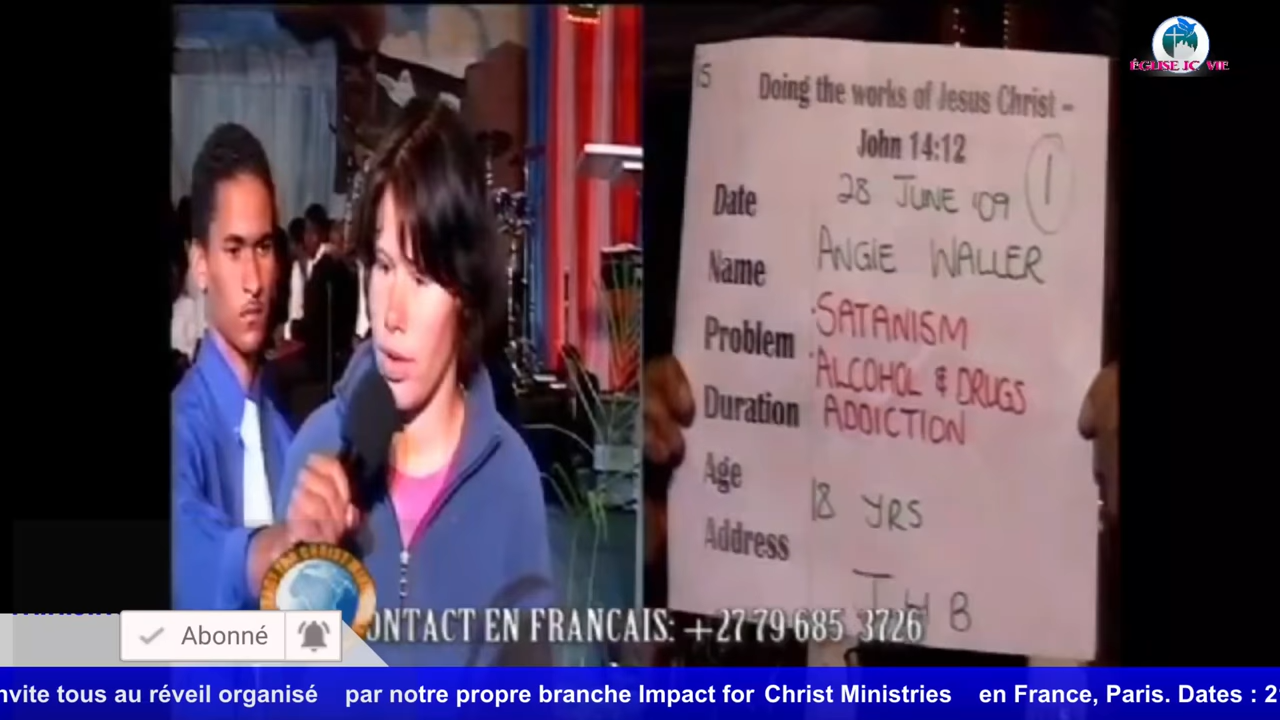 ÉGLISE JC VIE
15
Doing the works of Jesus Christ –
John 14:12
1
Date 28 JUNE '09
Name ANGIE WALLER
Problem ·SATANISM
·ALCOHOL & DRUGS
Duration ADDICTION
Age 18 YRS
Address JHB
ONTACT EN FRANCAIS: +27 79 685 3726
Abonné
nvite tous au réveil organisé par notre propre branche Impact for Christ Ministries en France, Paris. Dates : 2